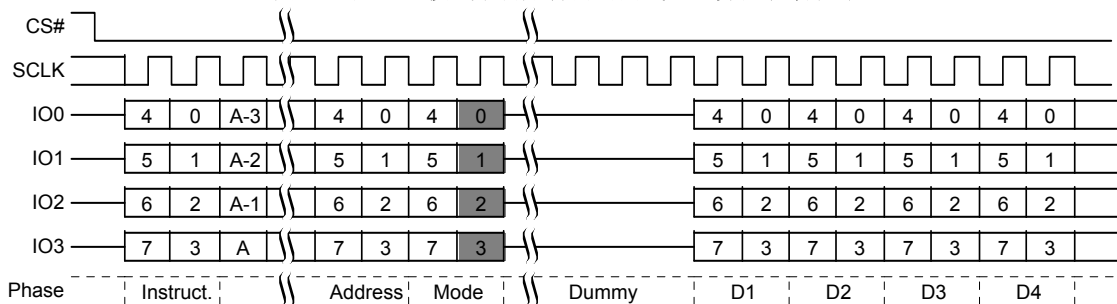 CS#
SCLK
IO0 4 0 A-3 4 0 4 0 4 0 4 0 4 0 4 0
IO1 5 1 A-2 5 1 5 1 5 1 5 1 5 1 5 1
IO2 6 2 A-1 6 2 6 2 6 2 6 2 6 2 6 2
IO3 7 3 A 7 3 7 3 7 3 7 3 7 3 7 3
Phase Instruct. Address Mode Dummy D1 D2 D3 D4